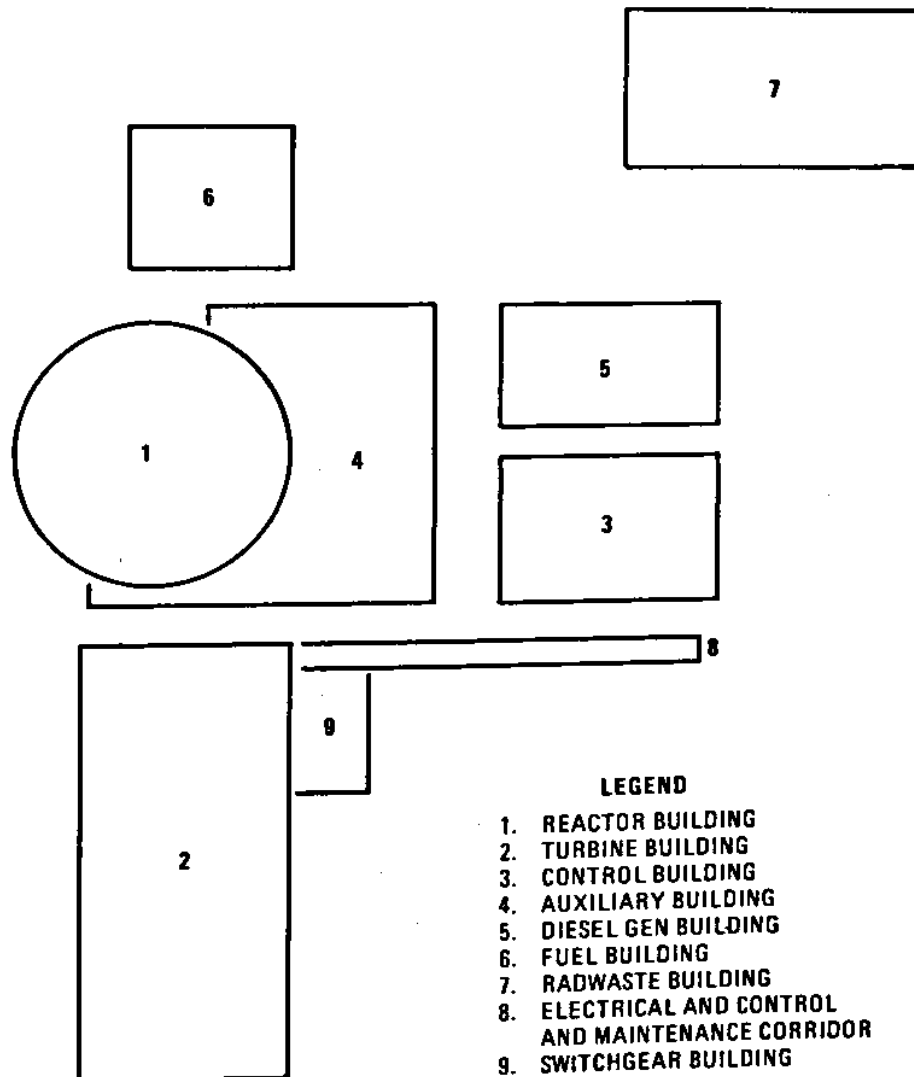 7
6
5
1
4
3
8
9
2
LEGEND
1. REACTOR BUILDING
2. TURBINE BUILDING
3. CONTROL BUILDING
4. AUXILIARY BUILDING
5. DIESEL GEN BUILDING
6. FUEL BUILDING
7. RADWASTE BUILDING
8. ELECTRICAL AND CONTROL
AND MAINTENANCE CORRIDOR
9. SWITCHGEAR BUILDING